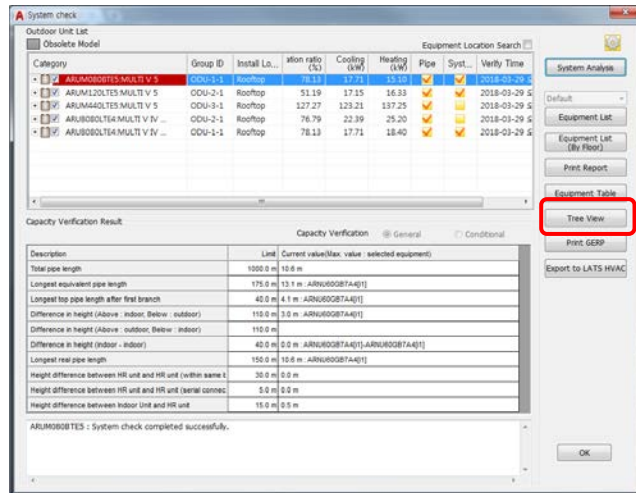 System check
Outdoor Unit List
Obsolete Model
Equipment Location Search
Category Group ID Install Lo... ation ratio (%) Cooling (kW) Heating (kW) Pipe Syst... Verify Time
ARUM080BTE5:MULTI V 5 ODU-1-1 Rooftop 78.13 17.71 15.10 2018-03-29
ARUM120LTE5:MULTI V 5 ODU-2-1 Rooftop 51.19 17.15 16.33 2018-03-29
ARUM440LTE5:MULTI V 5 ODU-3-1 Rooftop 127.27 123.21 137.25 2018-03-29
ARUB080LTE4:MULTI V IV ... ODU-1-1 Rooftop 76.79 22.39 25.20 2018-03-29
ARUB080LTE4:MULTI V IV ... ODU-1-1 Rooftop 78.13 17.71 18.40 2018-03-29
System Analysis
Default
Equipment List
Equipment List
(By Floor)
Print Report
Equipment Table
Tree View
Print GERP
Export to LATS HVAC
Capacity Verification Result
Capacity Verification General Conditional
Description Limit Current value(Max. value : selected equipment)
Total pipe length 1000.0 m 10.6 m
Longest equivalent pipe length 175.0 m 13.1 m : ARNU60GB7A4[1]
Longest top pipe length after first branch 40.0 m 4.1 m : ARNU60GB7A4[1]
Difference in height (Above : indoor, Below : outdoor) 110.0 m 3.0 m : ARNU60GB7A4[1]
Difference in height (Above : outdoor, Below : indoor) 110.0 m
Difference in height (indoor - indoor) 40.0 m 0.0 m : ARNU60GB7A4[1]-ARNU60GB7A4[1]
Longest real pipe length 150.0 m 10.6 m : ARNU60GB7A4[1]
Height difference between HR unit and HR unit (within same b 30.0 m 0.0 m
Height difference between HR unit and HR unit (serial connec 5.0 m 0.0 m
Height difference between Indoor Unit and HR unit 15.0 m 0.5 m
ARUM080BTE5 : System check completed successfully.
OK